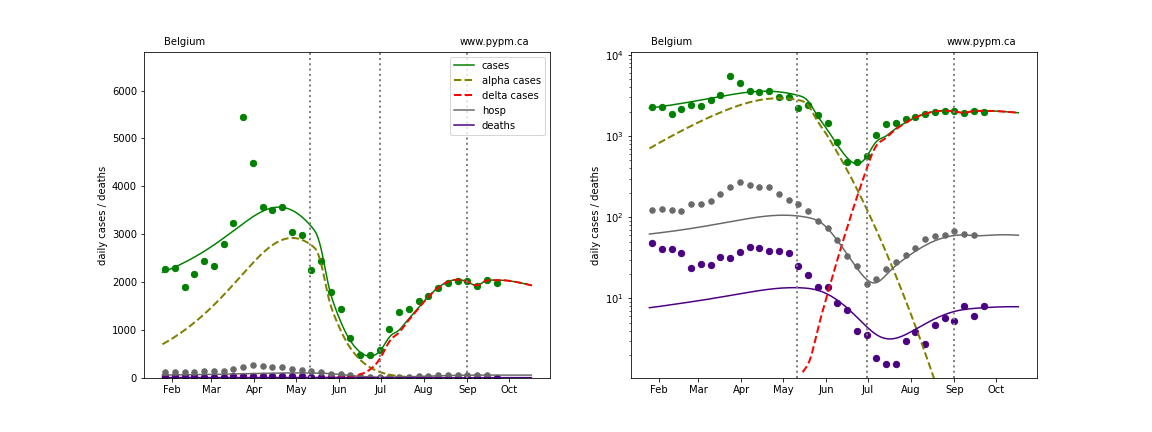 Belgium www.pypm.ca
daily cases / deaths
6000
5000
4000
3000
2000
1000
0
cases
alpha cases
delta cases
hosp
deaths
Feb Mar Apr May Jun Jul Aug Sep Oct
Belgium www.pypm.ca
daily cases / deaths
10^4
10^3
10^2
10^1
Feb Mar Apr May Jun Jul Aug Sep Oct